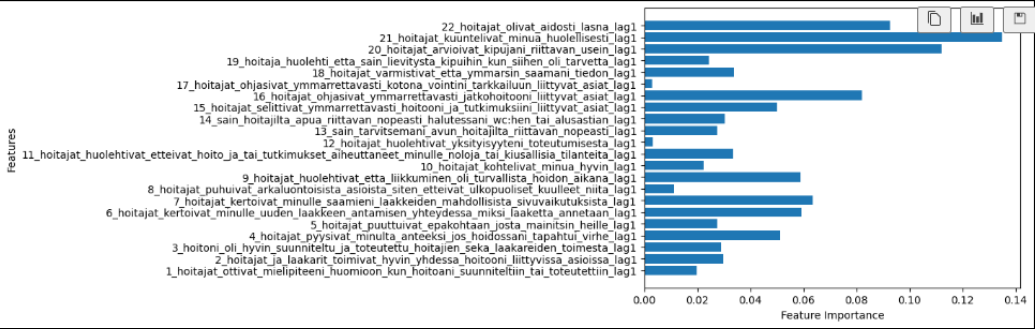 22_hoitajat_olivat_aidosti_lasna_lag1
21_hoitajat_kuuntelivat_minua_huolellisesti_lag1
20_hoitajat_arvioivat_kipujani_riittavan_usein_lag1
19_hoitaja_huolehti_etta_sain_lievitysta_kipuihin_kun_siihen_oli_tarvetta_lag1
18_hoitajat_varmistivat_etta_ymmarsin_saamani_tiedon_lag1
17_hoitajat_ohjasivat_ymmarrettavasti_kotona_vointini_tarkkailuun_liittyvat_asiat_lag1
16_hoitajat_ohjasivat_ymmarrettavasti_jatkohoitooni_liittyvat_asiat_lag1
15_hoitajat_selittivat_ymmarrettavasti_hoitooni_ja_tutkimuksiini_liittyvat_asiat_lag1
14_sain_hoitajilta_apua_riittavan_nopeasti_halutessani_wc:hen_tai_alusastian_lag1
13_sain_tarvitsemani_avun_hoitajilta_riittavan_nopeasti_lag1
12_hoitajat_huolehtivat_yksityisyyteni_toteutumisesta_lag1
11_hoitajat_huolehtivat_etteivat_hoito_ja_tai_tutkimukset_aiheuttaneet_minulle_noloja_tai_kiusallisia_tilanteita_lag1
10_hoitajat_kohtelivat_minua_hyvin_lag1
9_hoitajat_huolehtivat_etta_liikkuminen_oli_turvallista_hoidon_aikana_lag1
8_hoitajat_puhuivat_arkaluontoisista_asioista_siten_etteivat_ulkopuoliset_kuulleet_niita_lag1
7_hoitajat_kertoivat_minulle_saamieni_laakkeiden_mahdollisista_sivuvaikutuksista_lag1
6_hoitajat_kertoivat_minulle_uuden_laakkeen_antamisen_yhteydessa_miksi_laaketta_annetaan_lag1
5_hoitajat_puuttuivat_epakohtaan_josta_mainitsin_heille_lag1
4_hoitajat_pyysivat_minulta_anteeksi_jos_hoidossani_tapahtui_virhe_lag1
3_hoitoni_oli_hyvin_suunniteltu_ja_toteutettu_hoitajien_seka_laakareiden_toimesta_lag1
2_hoitajat_ja_laakarit_toimivat_hyvin_yhdessa_hoitooni_liittyvissa_asioissa_lag1
1_hoitajat_ottivat_mielipiteeni_huomioon_kun_hoitoani_suunniteltiin_tai_toteutettiin_lag1
Features
0.00 0.02 0.04 0.06 0.08 0.10 0.12 0.14
Feature Importance